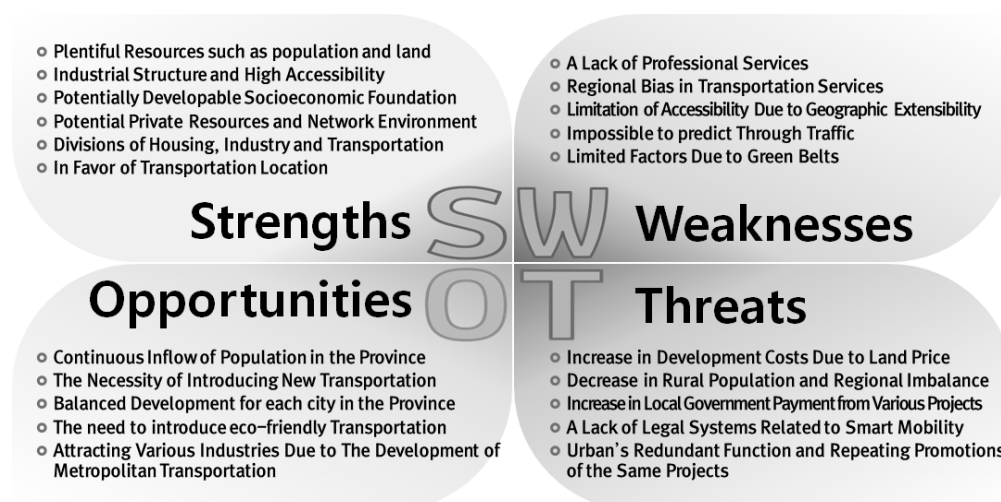 Plentiful Resources such as population and land
Industrial Structure and High Accessibility
Potentially Developable Socioeconomic Foundation
Potential Private Resources and Network Environment
Divisions of Housing, Industry and Transportation
In Favor of Transportation Location
Strengths
A Lack of Professional Services
Regional Bias in Transportation Services
Limitation of Accessibility Due to Geographic Extensibility
Impossible to predict Through Traffic
Limited Factors Due to Green Belts
Weaknesses
S W
O T
Opportunities
Continuous Inflow of Population in the Province
The Necessity of Introducing New Transportation
Balanced Development for each city in the Province
The need to introduce eco-friendly Transportation
Attracting Various Industries Due to The Development of
Metropolitan Transportation
Threats
Increase in Development Costs Due to Land Price
Decrease in Rural Population and Regional Imbalance
Increase in Local Government Payment from Various Projects
A Lack of Legal Systems Related to Smart Mobility
Urban's Redundant Function and Repeating Promotions
of the Same Projects